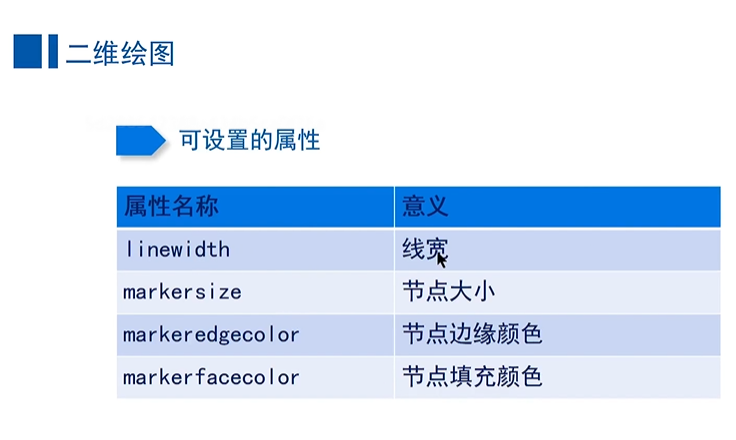 二维绘图
可设置的属性
属性名称 意义
linewidth 线宽
markersize 节点大小
markeredgecolor 节点边缘颜色
markerfacecolor 节点填充颜色